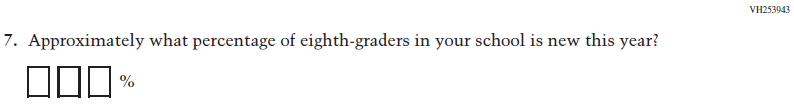 VH253943
7. Approximately what percentage of eighth-graders in your school is new this year?
%